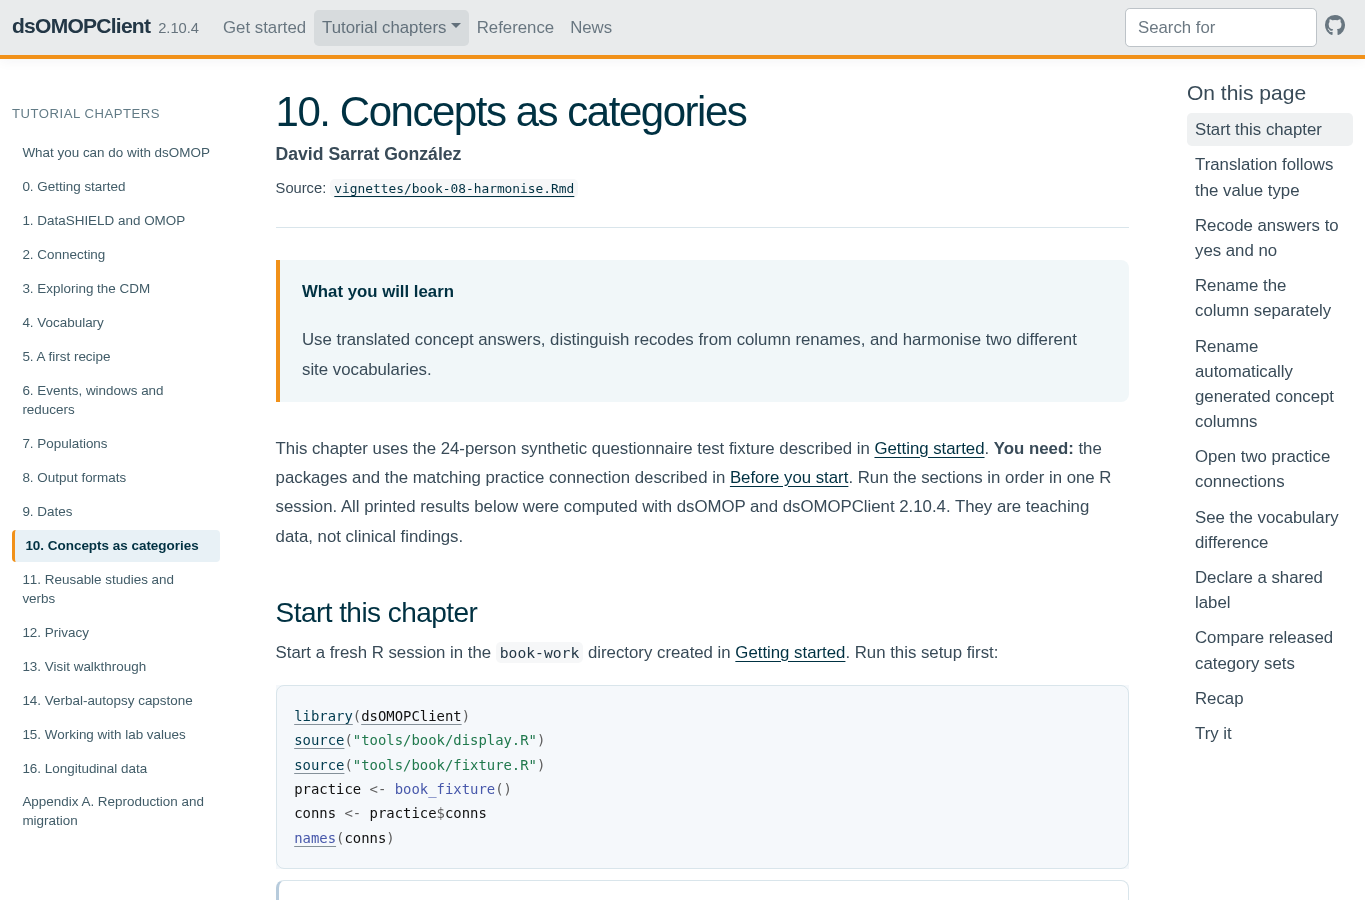 dsOMOPClient 2.10.4 Get started Tutorial chapters Reference News Search for
TUTORIAL CHAPTERS
What you can do with dsOMOP
0. Getting started
1. DataSHIELD and OMOP
2. Connecting
3. Exploring the CDM
4. Vocabulary
5. A first recipe
6. Events, windows and
reducers
7. Populations
8. Output formats
9. Dates
10. Concepts as categories
11. Reusable studies and
verbs
12. Privacy
13. Visit walkthrough
14. Verbal-autopsy capstone
15. Working with lab values
16. Longitudinal data
Appendix A. Reproduction and
migration
10. Concepts as categories
David Sarrat González
Source: vignettes/book-08-harmonise.Rmd
What you will learn
Use translated concept answers, distinguish recodes from column renames, and harmonise two different
site vocabularies.
This chapter uses the 24-person synthetic questionnaire test fixture described in Getting started. You need: the
packages and the matching practice connection described in Before you start. Run the sections in order in one R
session. All printed results below were computed with dsOMOP and dsOMOPClient 2.10.4. They are teaching
data, not clinical findings.
Start this chapter
Start a fresh R session in the book-work directory created in Getting started. Run this setup first:
library(dsOMOPClient)
source("tools/book/display.R")
source("tools/book/fixture.R")
practice <- book_fixture()
conns <- practice$conns
names(conns)
On this page
Start this chapter
Translation follows
the value type
Recode answers to
yes and no
Rename the
column separately
Rename
automatically
generated concept
columns
Open two practice
connections
See the vocabulary
difference
Declare a shared
label
Compare released
category sets
Recap
Try it